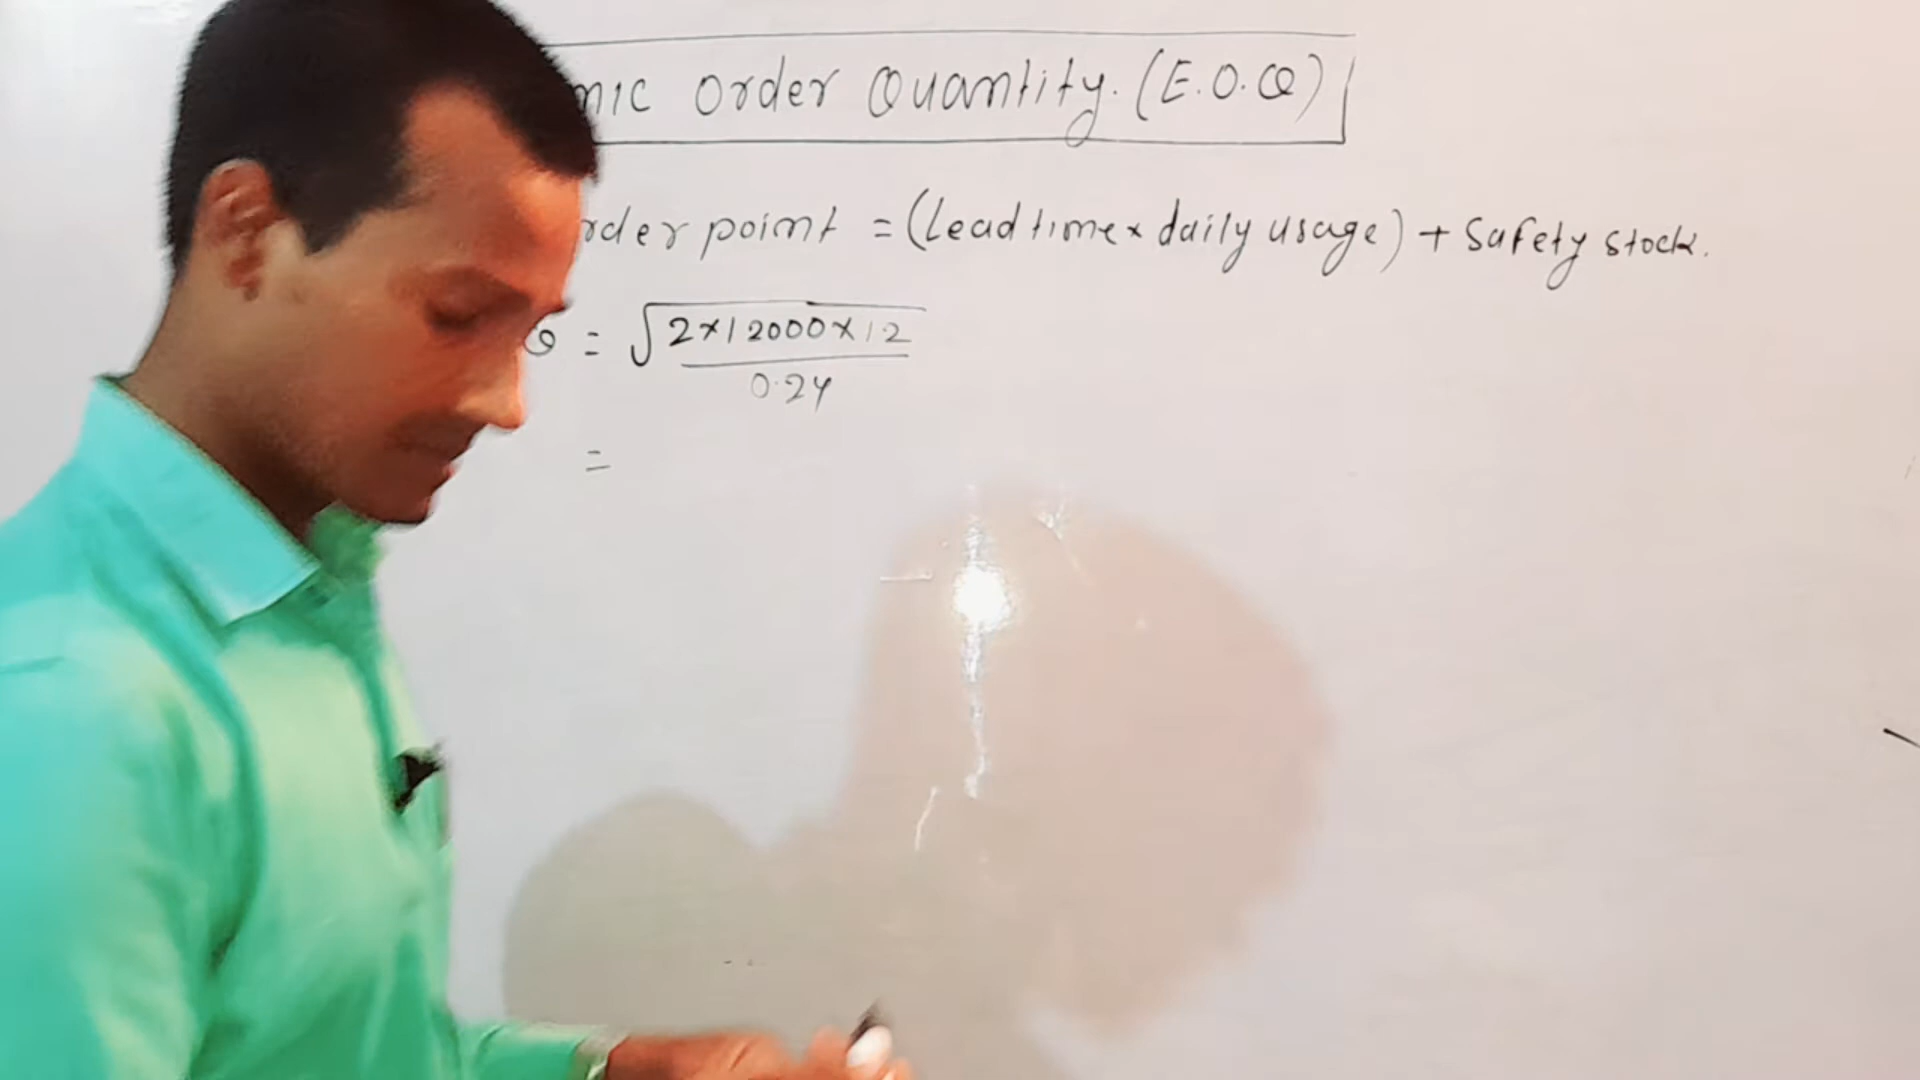 mic Order Quantity. (E.O.Q)
rder point = (Lead time × daily usage) + Safety stock.
Q = √2×12000×12
0.24
=